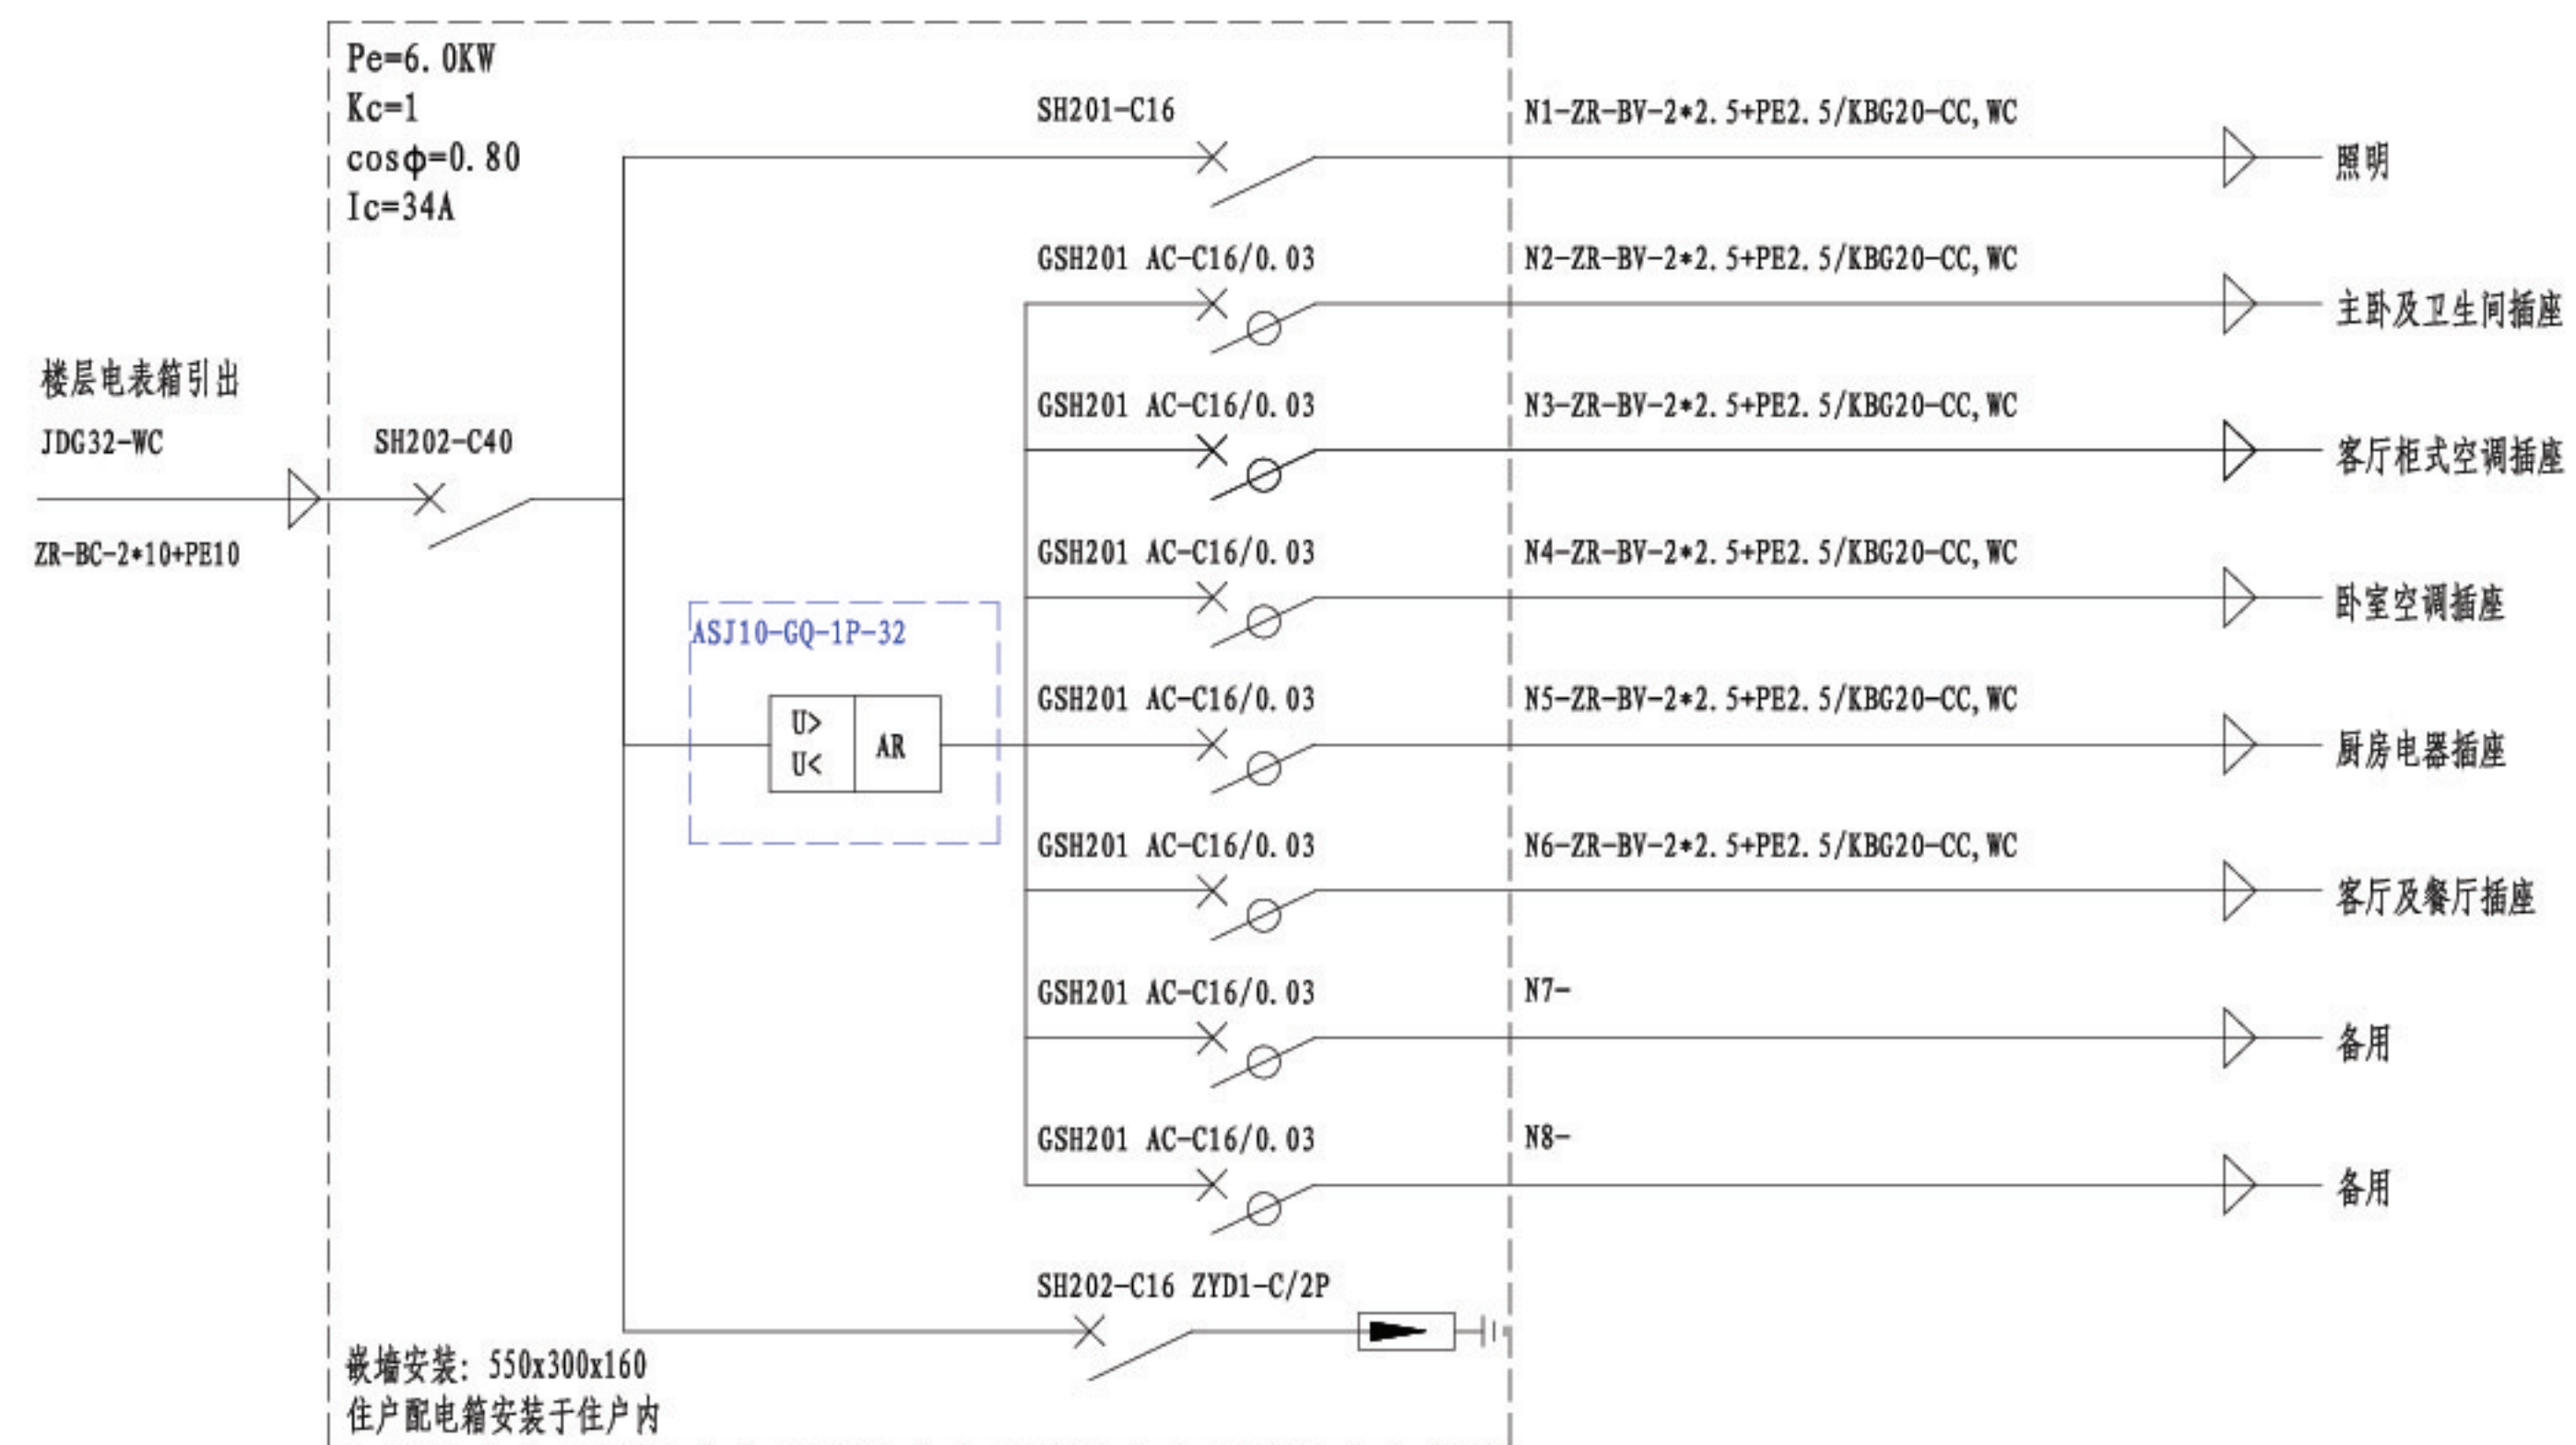 Pe=6.0KW
Kc=1
cosφ=0.80
Ic=34A
楼层电表箱引出
JDG32-WC
ZR-BC-2*10+PE10
SH202-C40
ASJ10-GQ-1P-32
U>
U<
AR
SH201-C16
N1-ZR-BV-2*2.5+PE2.5/KBG20-CC,WC
照明
GSH201 AC-C16/0.03
N2-ZR-BV-2*2.5+PE2.5/KBG20-CC,WC
主卧及卫生间插座
GSH201 AC-C16/0.03
N3-ZR-BV-2*2.5+PE2.5/KBG20-CC,WC
客厅柜式空调插座
GSH201 AC-C16/0.03
N4-ZR-BV-2*2.5+PE2.5/KBG20-CC,WC
卧室空调插座
GSH201 AC-C16/0.03
N5-ZR-BV-2*2.5+PE2.5/KBG20-CC,WC
厨房电器插座
GSH201 AC-C16/0.03
N6-ZR-BV-2*2.5+PE2.5/KBG20-CC,WC
客厅及餐厅插座
GSH201 AC-C16/0.03
N7-
备用
GSH201 AC-C16/0.03
N8-
备用
SH202-C16 ZYD1-C/2P
嵌墙安装: 550x300x160
住户配电箱安装于住户内